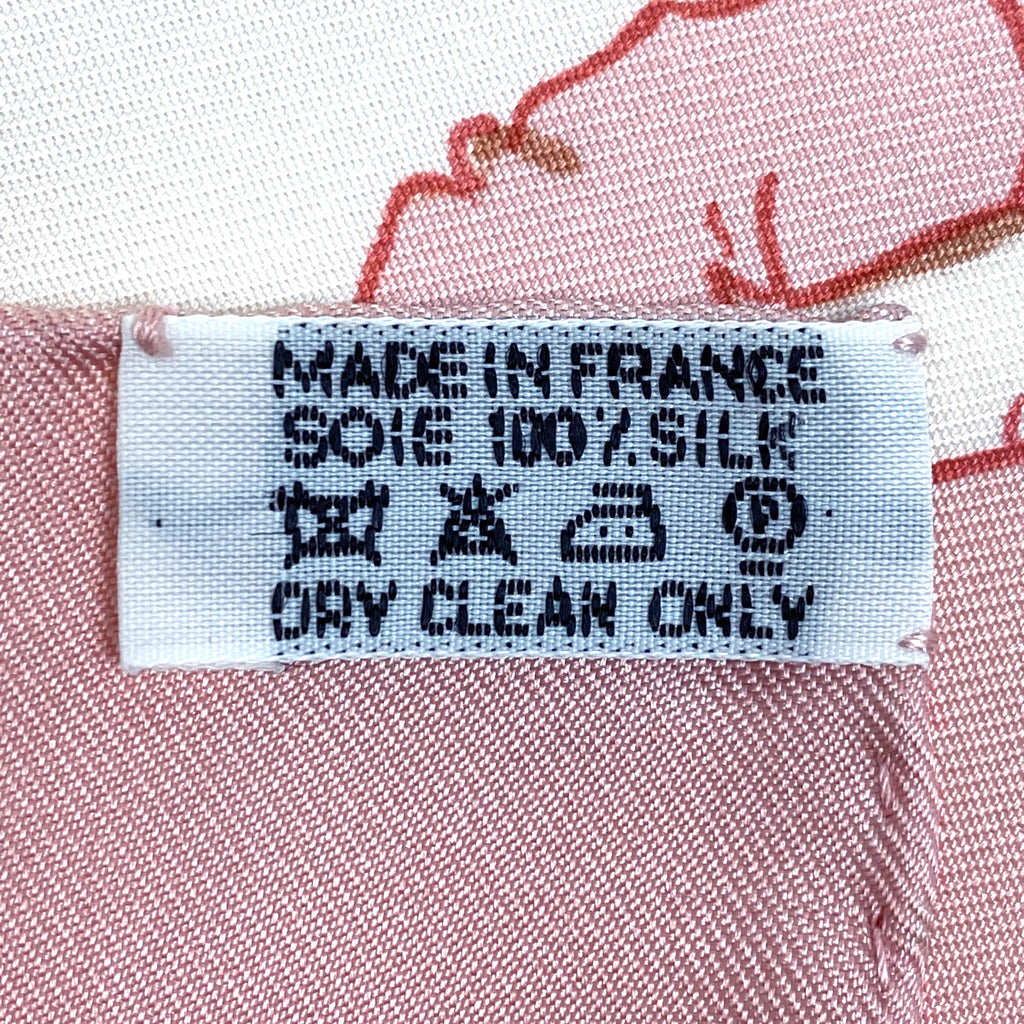 MADE IN FRANCE
SOIE 100% SILK
P
DRY CLEAN ONLY